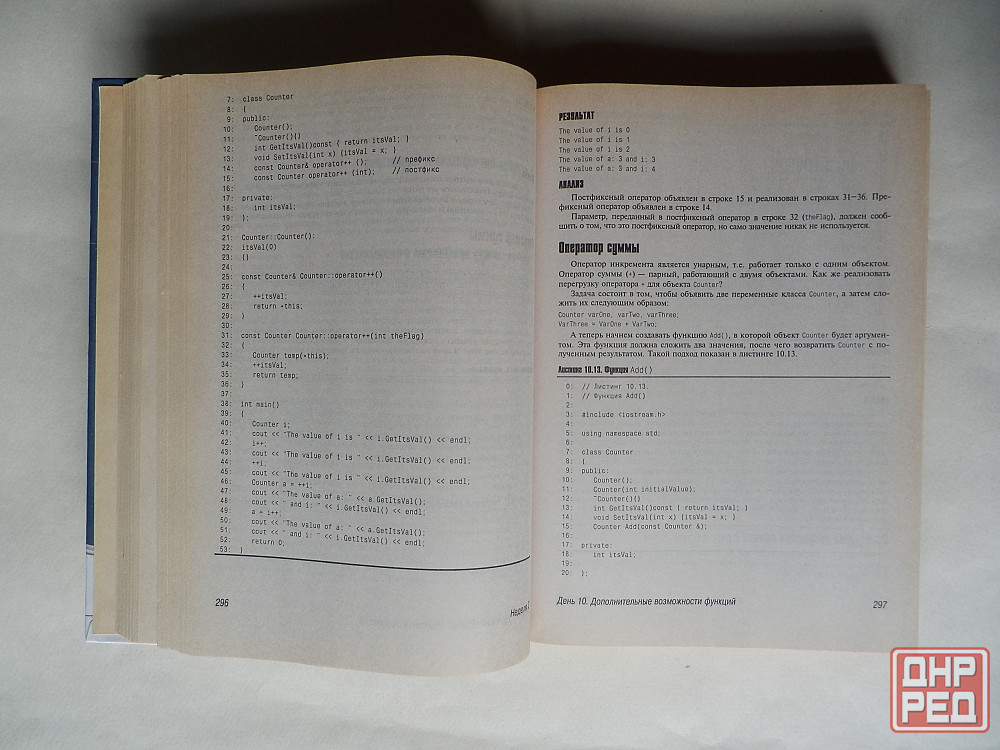 7: class Counter
8: {
9: public:
10: Counter();
11: ~Counter(){}
12: int GetItsVal()const { return itsVal; }
13: void SetItsVal(int x) {itsVal = x; }
14: const Counter& operator++ (); // префикс
15: const Counter operator++ (int); // постфикс
16:
17: private:
18: int itsVal;
19: };
20:
21: Counter::Counter():
22: itsVal(0)
23: {}
24:
25: const Counter& Counter::operator++()
26: {
27: ++itsVal;
28: return *this;
29: }
30:
31: const Counter Counter::operator++(int theFlag)
32: {
33: Counter temp(*this);
34: ++itsVal;
35: return temp;
36: }
37:
38: int main()
39: {
40: Counter i;
41: cout << "The value of i is " << i.GetItsVal() << endl;
42: i++;
43: cout << "The value of i is " << i.GetItsVal() << endl;
44: ++i;
45: cout << "The value of i is " << i.GetItsVal() << endl;
46: Counter a = ++i;
47: cout << "The value of a: " << a.GetItsVal();
48: cout << " and i: " << i.GetItsVal() << endl;
49: a = i++;
50: cout << "The value of a: " << a.GetItsVal();
51: cout << " and i: " << i.GetItsVal() << endl;
52: return 0;
53: }
296
Неделя
РЕЗУЛЬТАТ
The value of i is 0
The value of i is 1
The value of i is 2
The value of a: 3 and i: 3
The value of a: 3 and i: 4
АНАЛИЗ
Постфиксный оператор объявлен в строке 15 и реализован в строках 31—36. Пре-
фиксный оператор объявлен в строке 14.
Параметр, переданный в постфиксный оператор в строке 32 (theFlag), должен сооб-
щить о том, что это постфиксный оператор, но само значение никак не используется.
Оператор суммы
Оператор инкремента является унарным, т.е. работает только с одним объектом.
Оператор суммы (+) — парный, работающий с двумя объектами. Как же реализовать
перегрузку оператора + для объекта Counter?
Задача состоит в том, чтобы объявить две переменные класса Counter, а затем сло-
жить их следующим образом:
Counter varOne, varTwo, varThree;
VarThree = VarOne + VarTwo;
А теперь начнем создавать функцию Add(), в которой объект Counter будет аргумен-
том. Эта функция должна сложить два значения, после чего возвратить Counter с по-
лученным результатом. Такой подход показан в листинге 10.13.
Листинг 10.13. Функция Add()
0: // Листинг 10.13.
1: // Функция Add()
2:
3: #include <iostream.h>
4:
5: using namespace std;
6:
7: class Counter
8: {
9: public:
10: Counter();
11: Counter(int initialValue);
12: ~Counter(){}
13: int GetItsVal()const { return itsVal; }
14: void SetItsVal(int x) {itsVal = x; }
15: Counter Add(const Counter &);
16:
17: private:
18: int itsVal;
19:
20: };
День 10. Дополнительные возможности функций
297
ДНР
РЕД